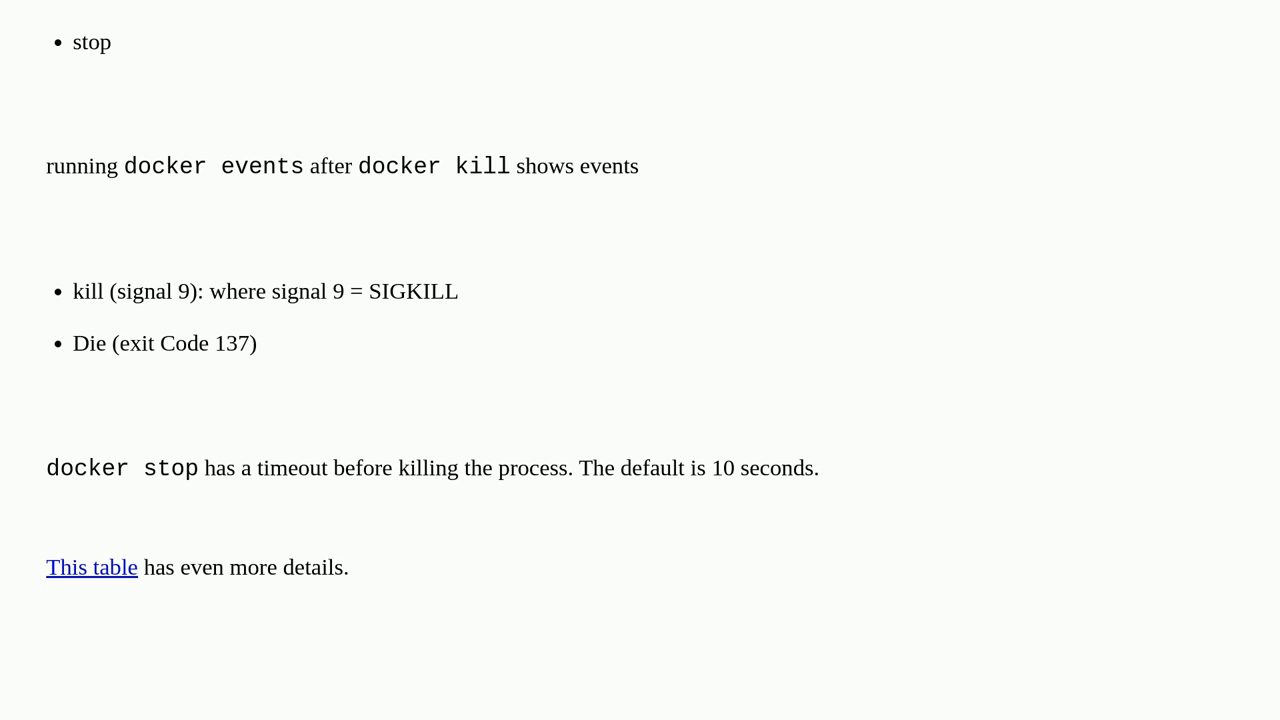 • stop
running docker events after docker kill shows events
• kill (signal 9): where signal 9 = SIGKILL
• Die (exit Code 137)
docker stop has a timeout before killing the process. The default is 10 seconds.
This table has even more details.